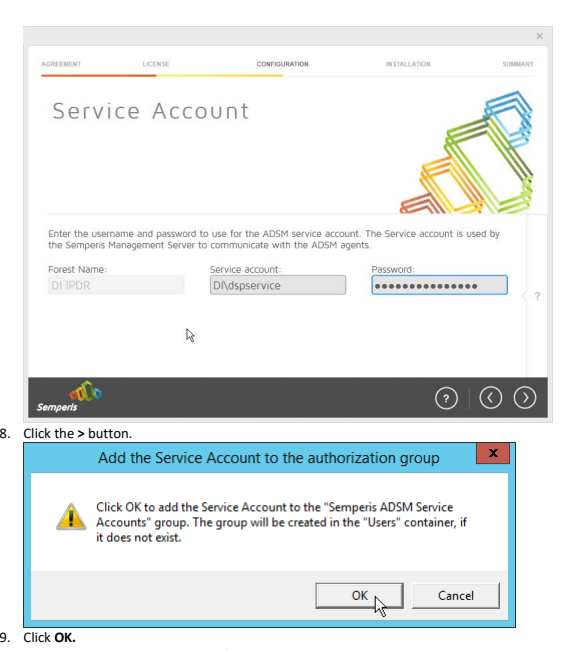 ×
AGREEMENT LICENSE CONFIGURATION INSTALLATION SUMMARY
Service Account
Enter the username and password to use for the ADSM service account. The Service account is used by
the Semperis Management Server to communicate with the ADSM agents.
Forest Name: Service account: Password:
DI.IPDR DI\dspservice ●●●●●●●●●●●●●●●
?
Semperis ? < >
8. Click the > button.
Add the Service Account to the authorization group x
Click OK to add the Service Account to the "Semperis ADSM Service
Accounts" group. The group will be created in the "Users" container, if
it does not exist.
OK Cancel
9. Click OK.